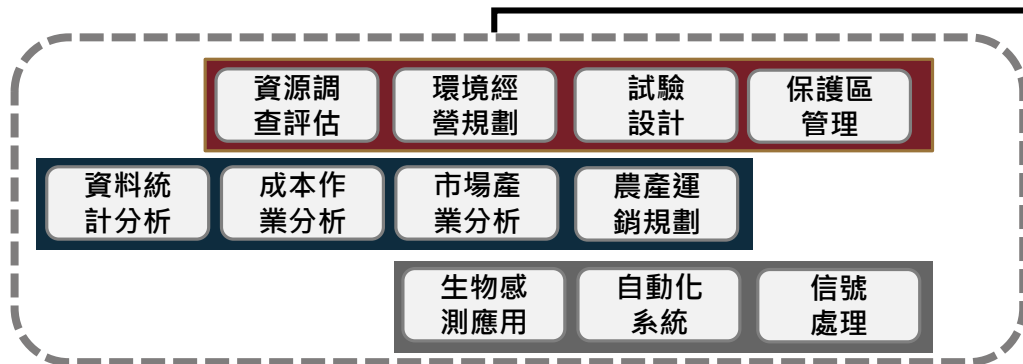 資源調
查評估
環境經
營規劃
試驗
設計
保護區
管理
資料統
計分析
成本作
業分析
市場產
業分析
農產運
銷規劃
生物感
測應用
自動化
系統
信號
處理